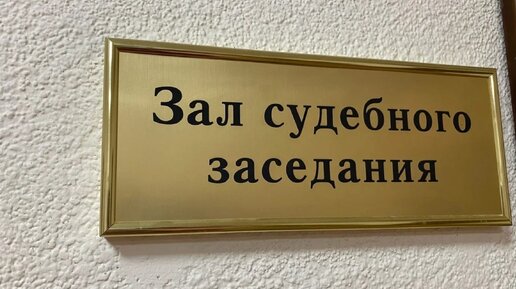 Зал судебного
заседания